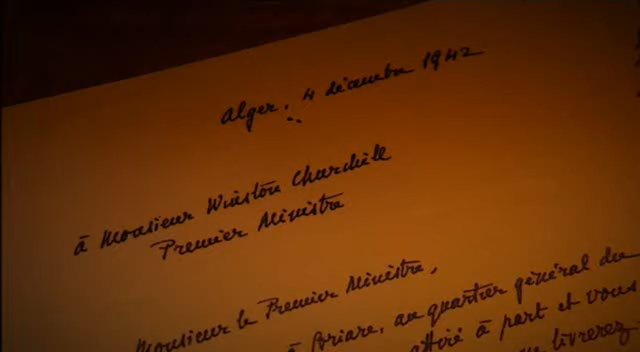 Alger, 4 décembre 1942
à Monsieur Winston Churchill
Premier Ministre
Monsieur le Premier Ministre,
à Briare, au quartier général du
attiré à part et vous
livrerez-